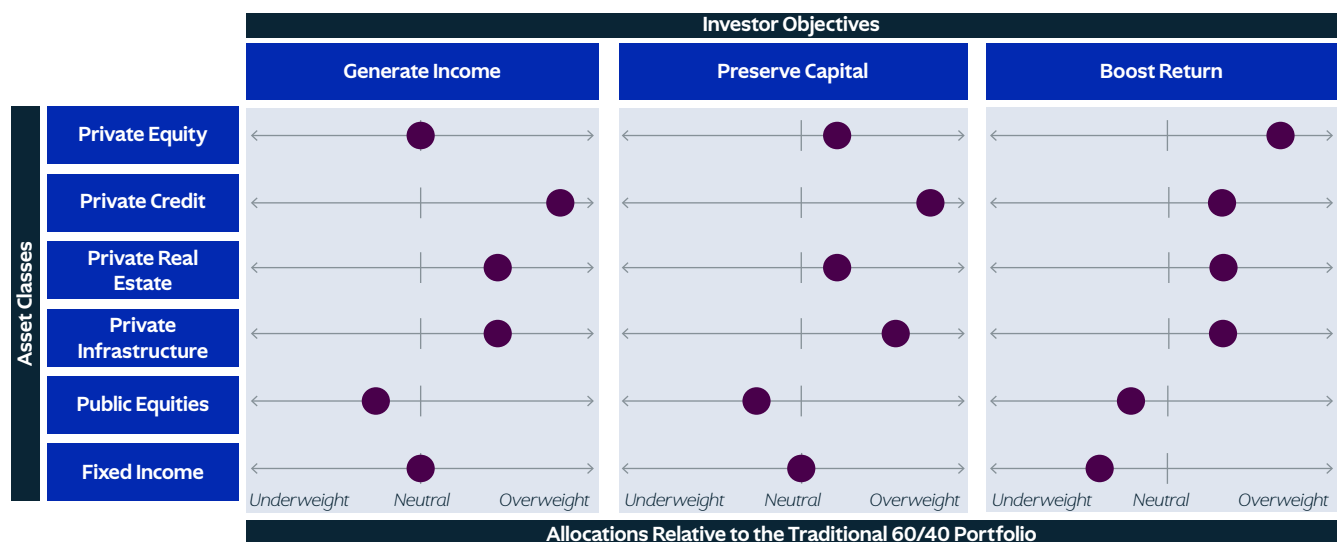 Investor Objectives
Generate Income
Preserve Capital
Boost Return
Asset Classes
Private Equity
Private Credit
Private Real
Estate
Private
Infrastructure
Public Equities
Fixed Income
Underweight
Neutral
Overweight
Underweight
Neutral
Overweight
Underweight
Neutral
Overweight
Allocations Relative to the Traditional 60/40 Portfolio